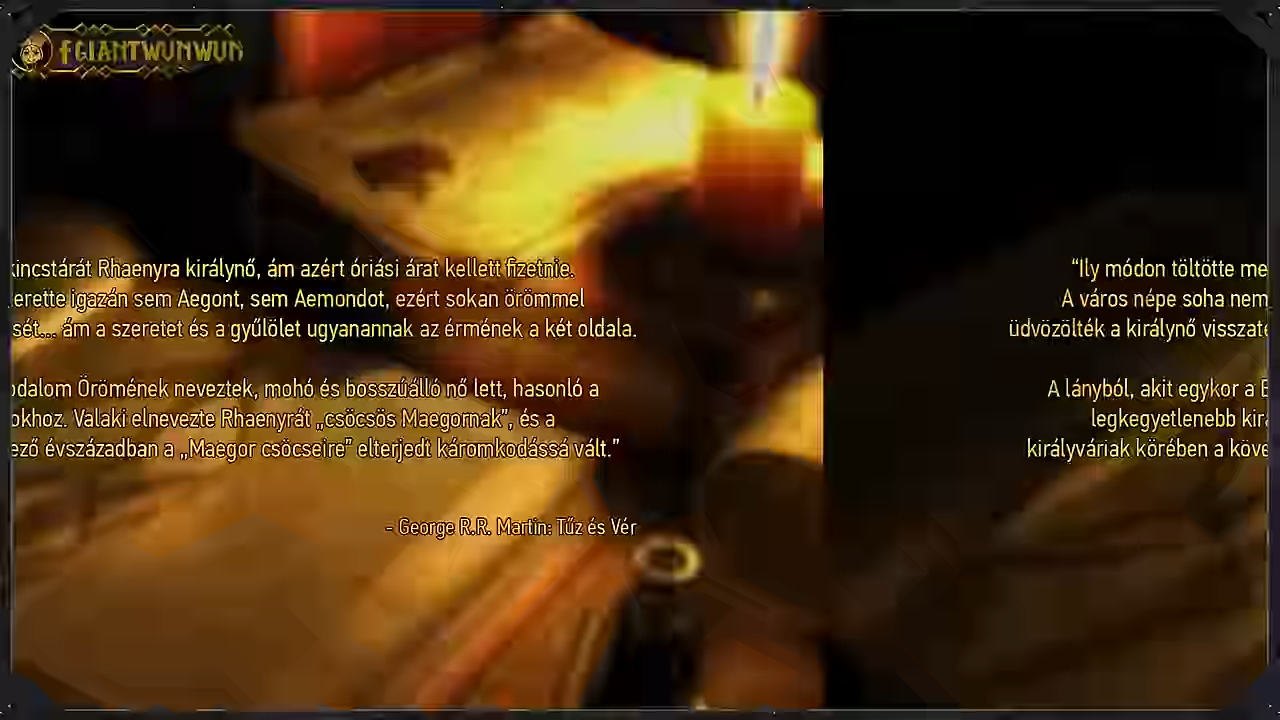 FGIANTWUNWUN
kincstárát Rhaenyra királynő, ám azért óriási árat kellett fizetnie.
erette igazán sem Aegont, sem Aemondot, ezért sokan örömmel
sét... ám a szeretet és a gyűlölet ugyanannak az érmének a két oldala.
odalom Örömének neveztek, mohó és bosszúálló nő lett, hasonló a
okhoz. Valaki elnevezte Rhaenyrát „csöcsös Maegornak”, és a
ező évszázadban a „Maegor csöcseire” elterjedt káromkodássá vált.”
- George R.R. Martin: Tűz és Vér
“Ily módon töltötte me
A város népe soha nem
üdvözölték a királynő visszaté
A lányból, akit egykor a B
legkegyetlenebb kirá
királyváriak körében a köve